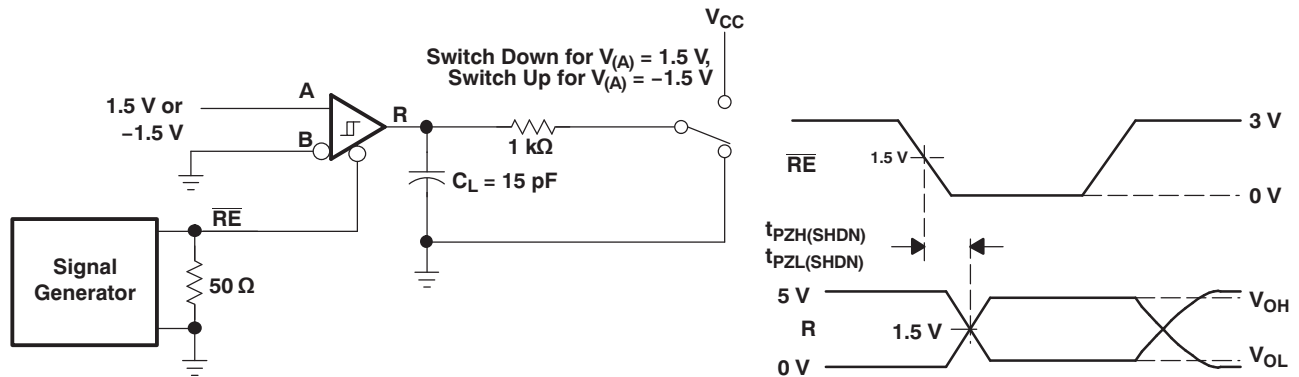 VCC
Switch Down for V(A) = 1.5 V,
Switch Up for V(A) = −1.5 V
A
1.5 V or
−1.5 V
R
B
1 kΩ
CL = 15 pF
RE
Signal
Generator
50 Ω
3 V
1.5 V
RE
0 V
tPZH(SHDN)
tPZL(SHDN)
5 V
VOH
R
1.5 V
0 V
VOL